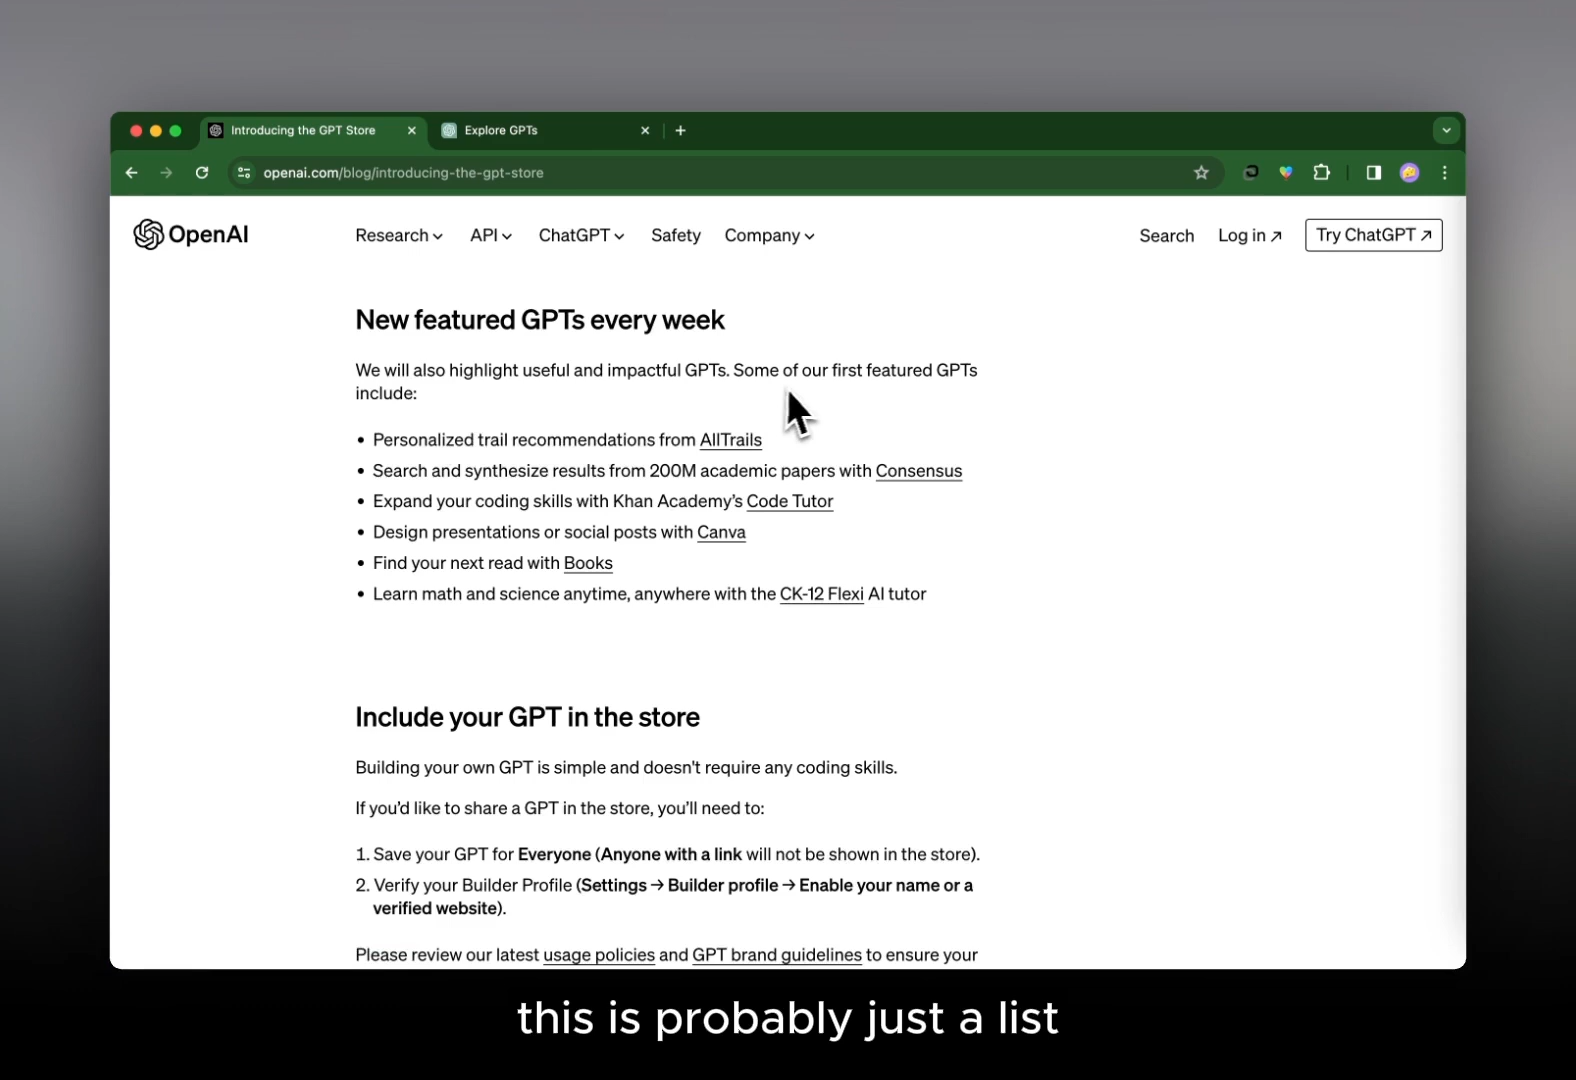 Introducing the GPT Store
Explore GPTs
openai.com/blog/introducing-the-gpt-store
OpenAI
Research
API
ChatGPT
Safety
Company
Search
Log in ↗
Try ChatGPT ↗
New featured GPTs every week
We will also highlight useful and impactful GPTs. Some of our first featured GPTs
include:
• Personalized trail recommendations from AllTrails
• Search and synthesize results from 200M academic papers with Consensus
• Expand your coding skills with Khan Academy’s Code Tutor
• Design presentations or social posts with Canva
• Find your next read with Books
• Learn math and science anytime, anywhere with the CK-12 Flexi AI tutor
Include your GPT in the store
Building your own GPT is simple and doesn't require any coding skills.
If you’d like to share a GPT in the store, you’ll need to:
1. Save your GPT for Everyone (Anyone with a link will not be shown in the store).
2. Verify your Builder Profile (Settings → Builder profile → Enable your name or a
verified website).
Please review our latest usage policies and GPT brand guidelines to ensure your
this is probably just a list